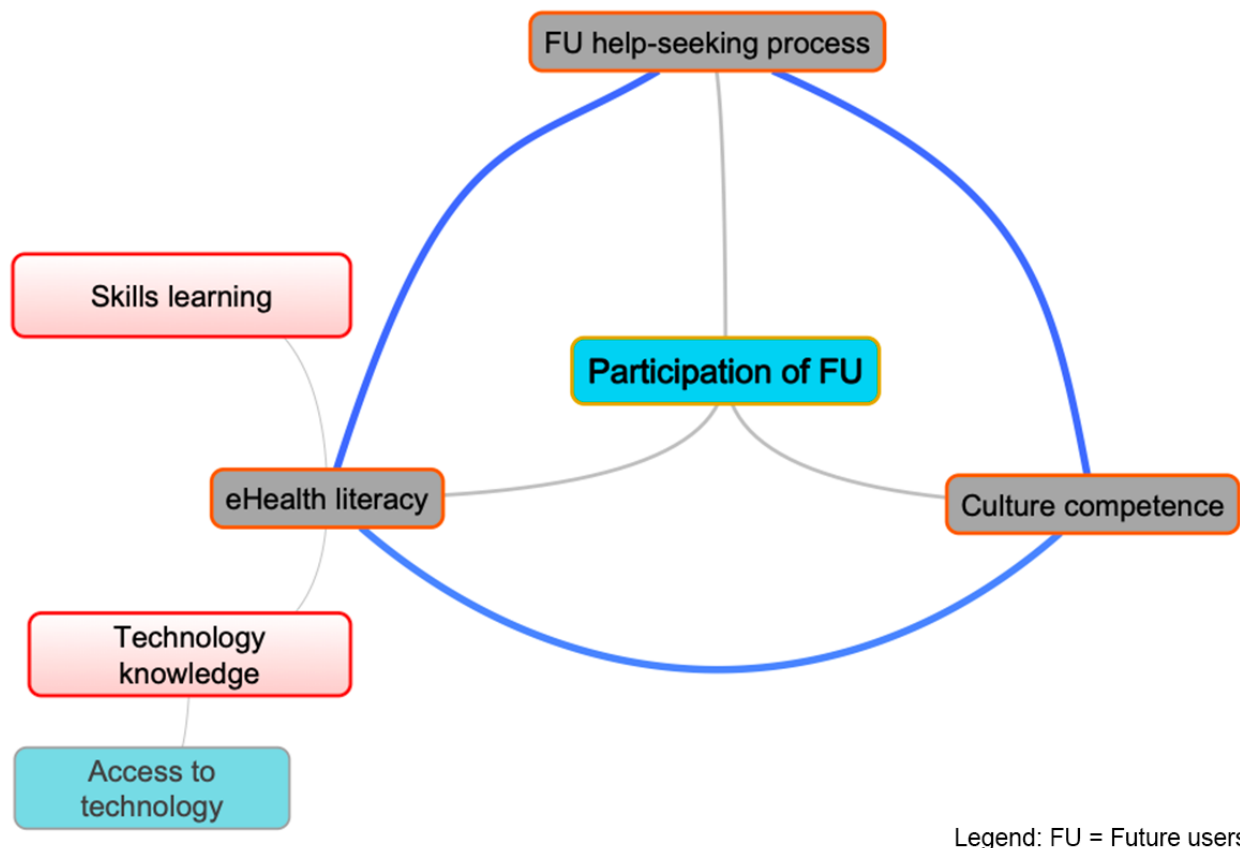 FU help-seeking process
Skills learning
Participation of FU
eHealth literacy
Culture competence
Technology
knowledge
Access to
technology
Legend: FU = Future users